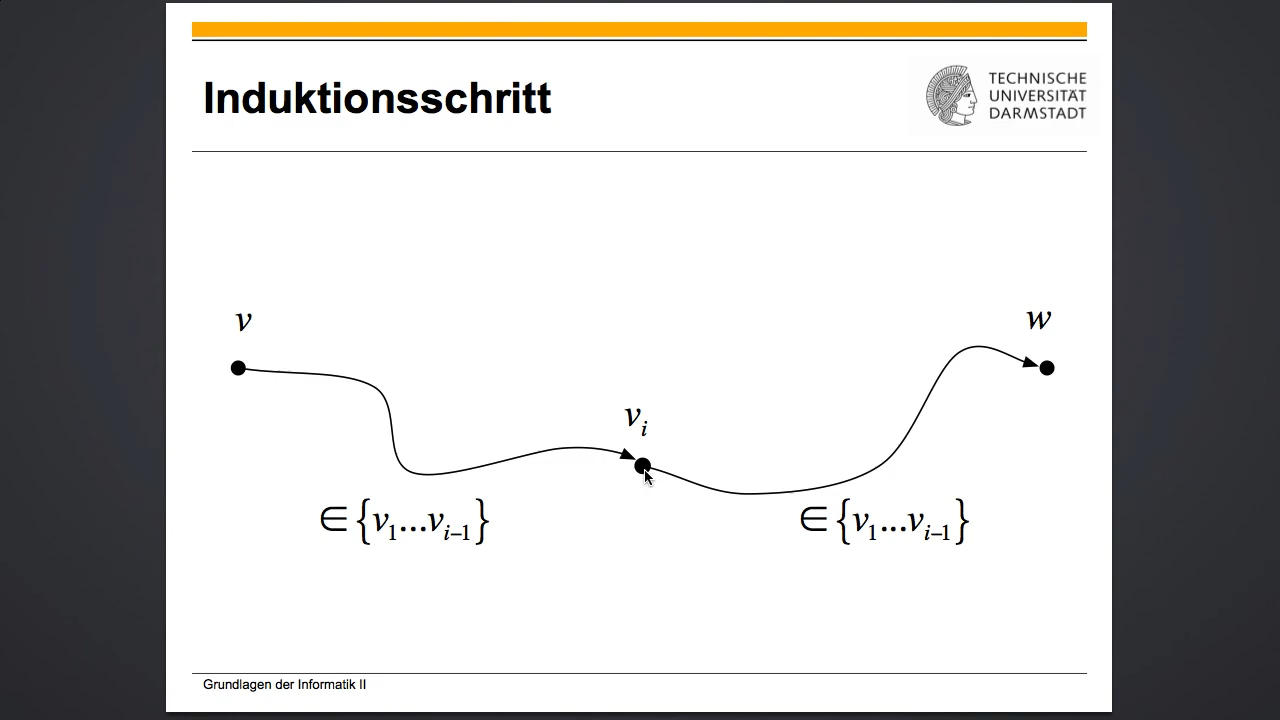 Induktionsschritt
TECHNISCHE
UNIVERSITÄT
DARMSTADT
v
w
v_i
∈{v_1...v_{i–1}}
∈{v_1...v_{i–1}}
Grundlagen der Informatik II